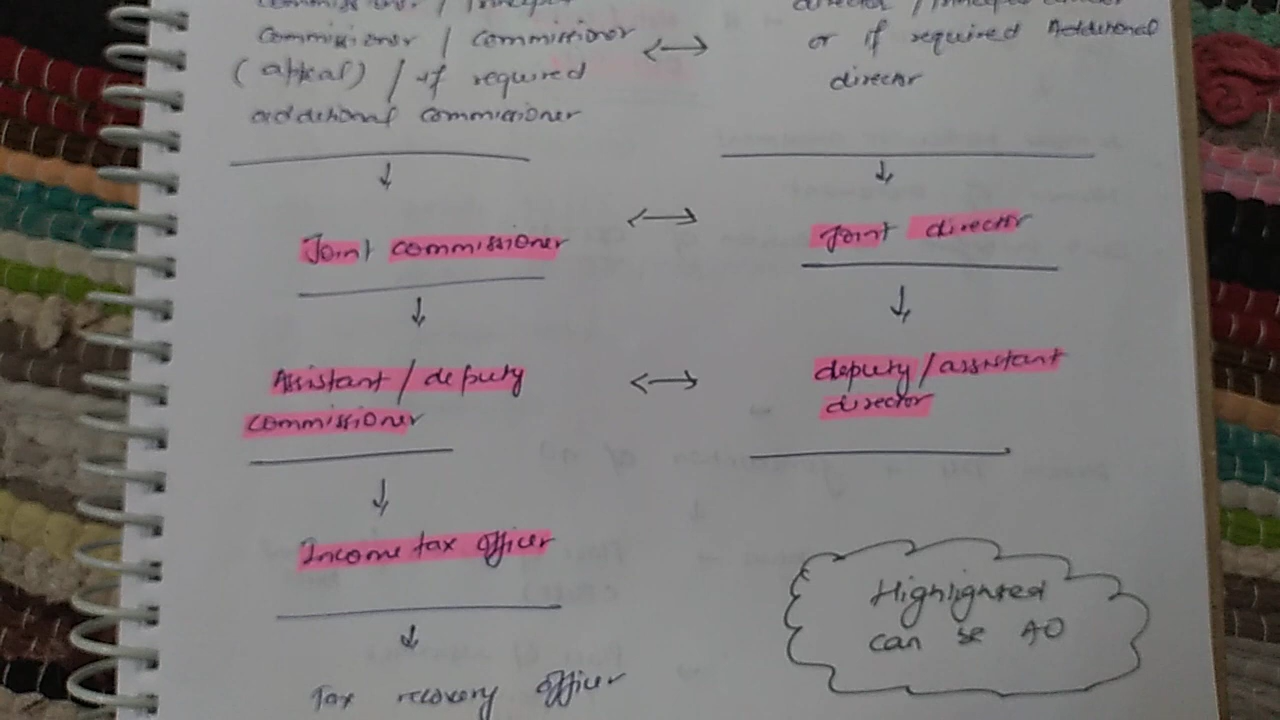 commissioner / commissioner
(appeal) / if required
additional commissioner
or if required Additional
director
Joint commissioner
Joint director
Assistant / deputy
commissioner
deputy / assistant
director
Income tax officer
Highlighted
can be AO
Tax recovery officer